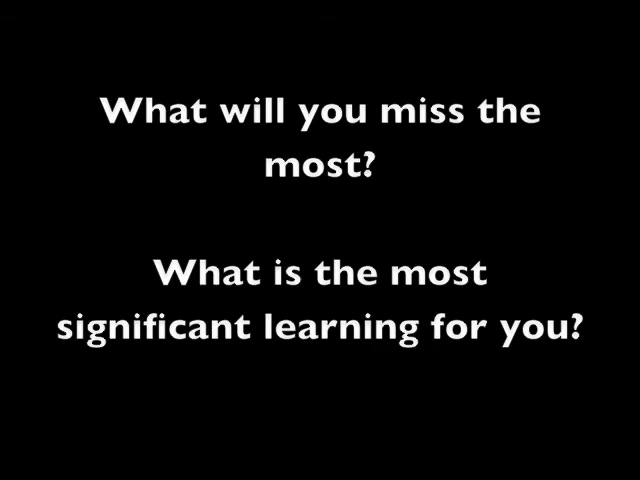 What will you miss the
most?
What is the most
significant learning for you?